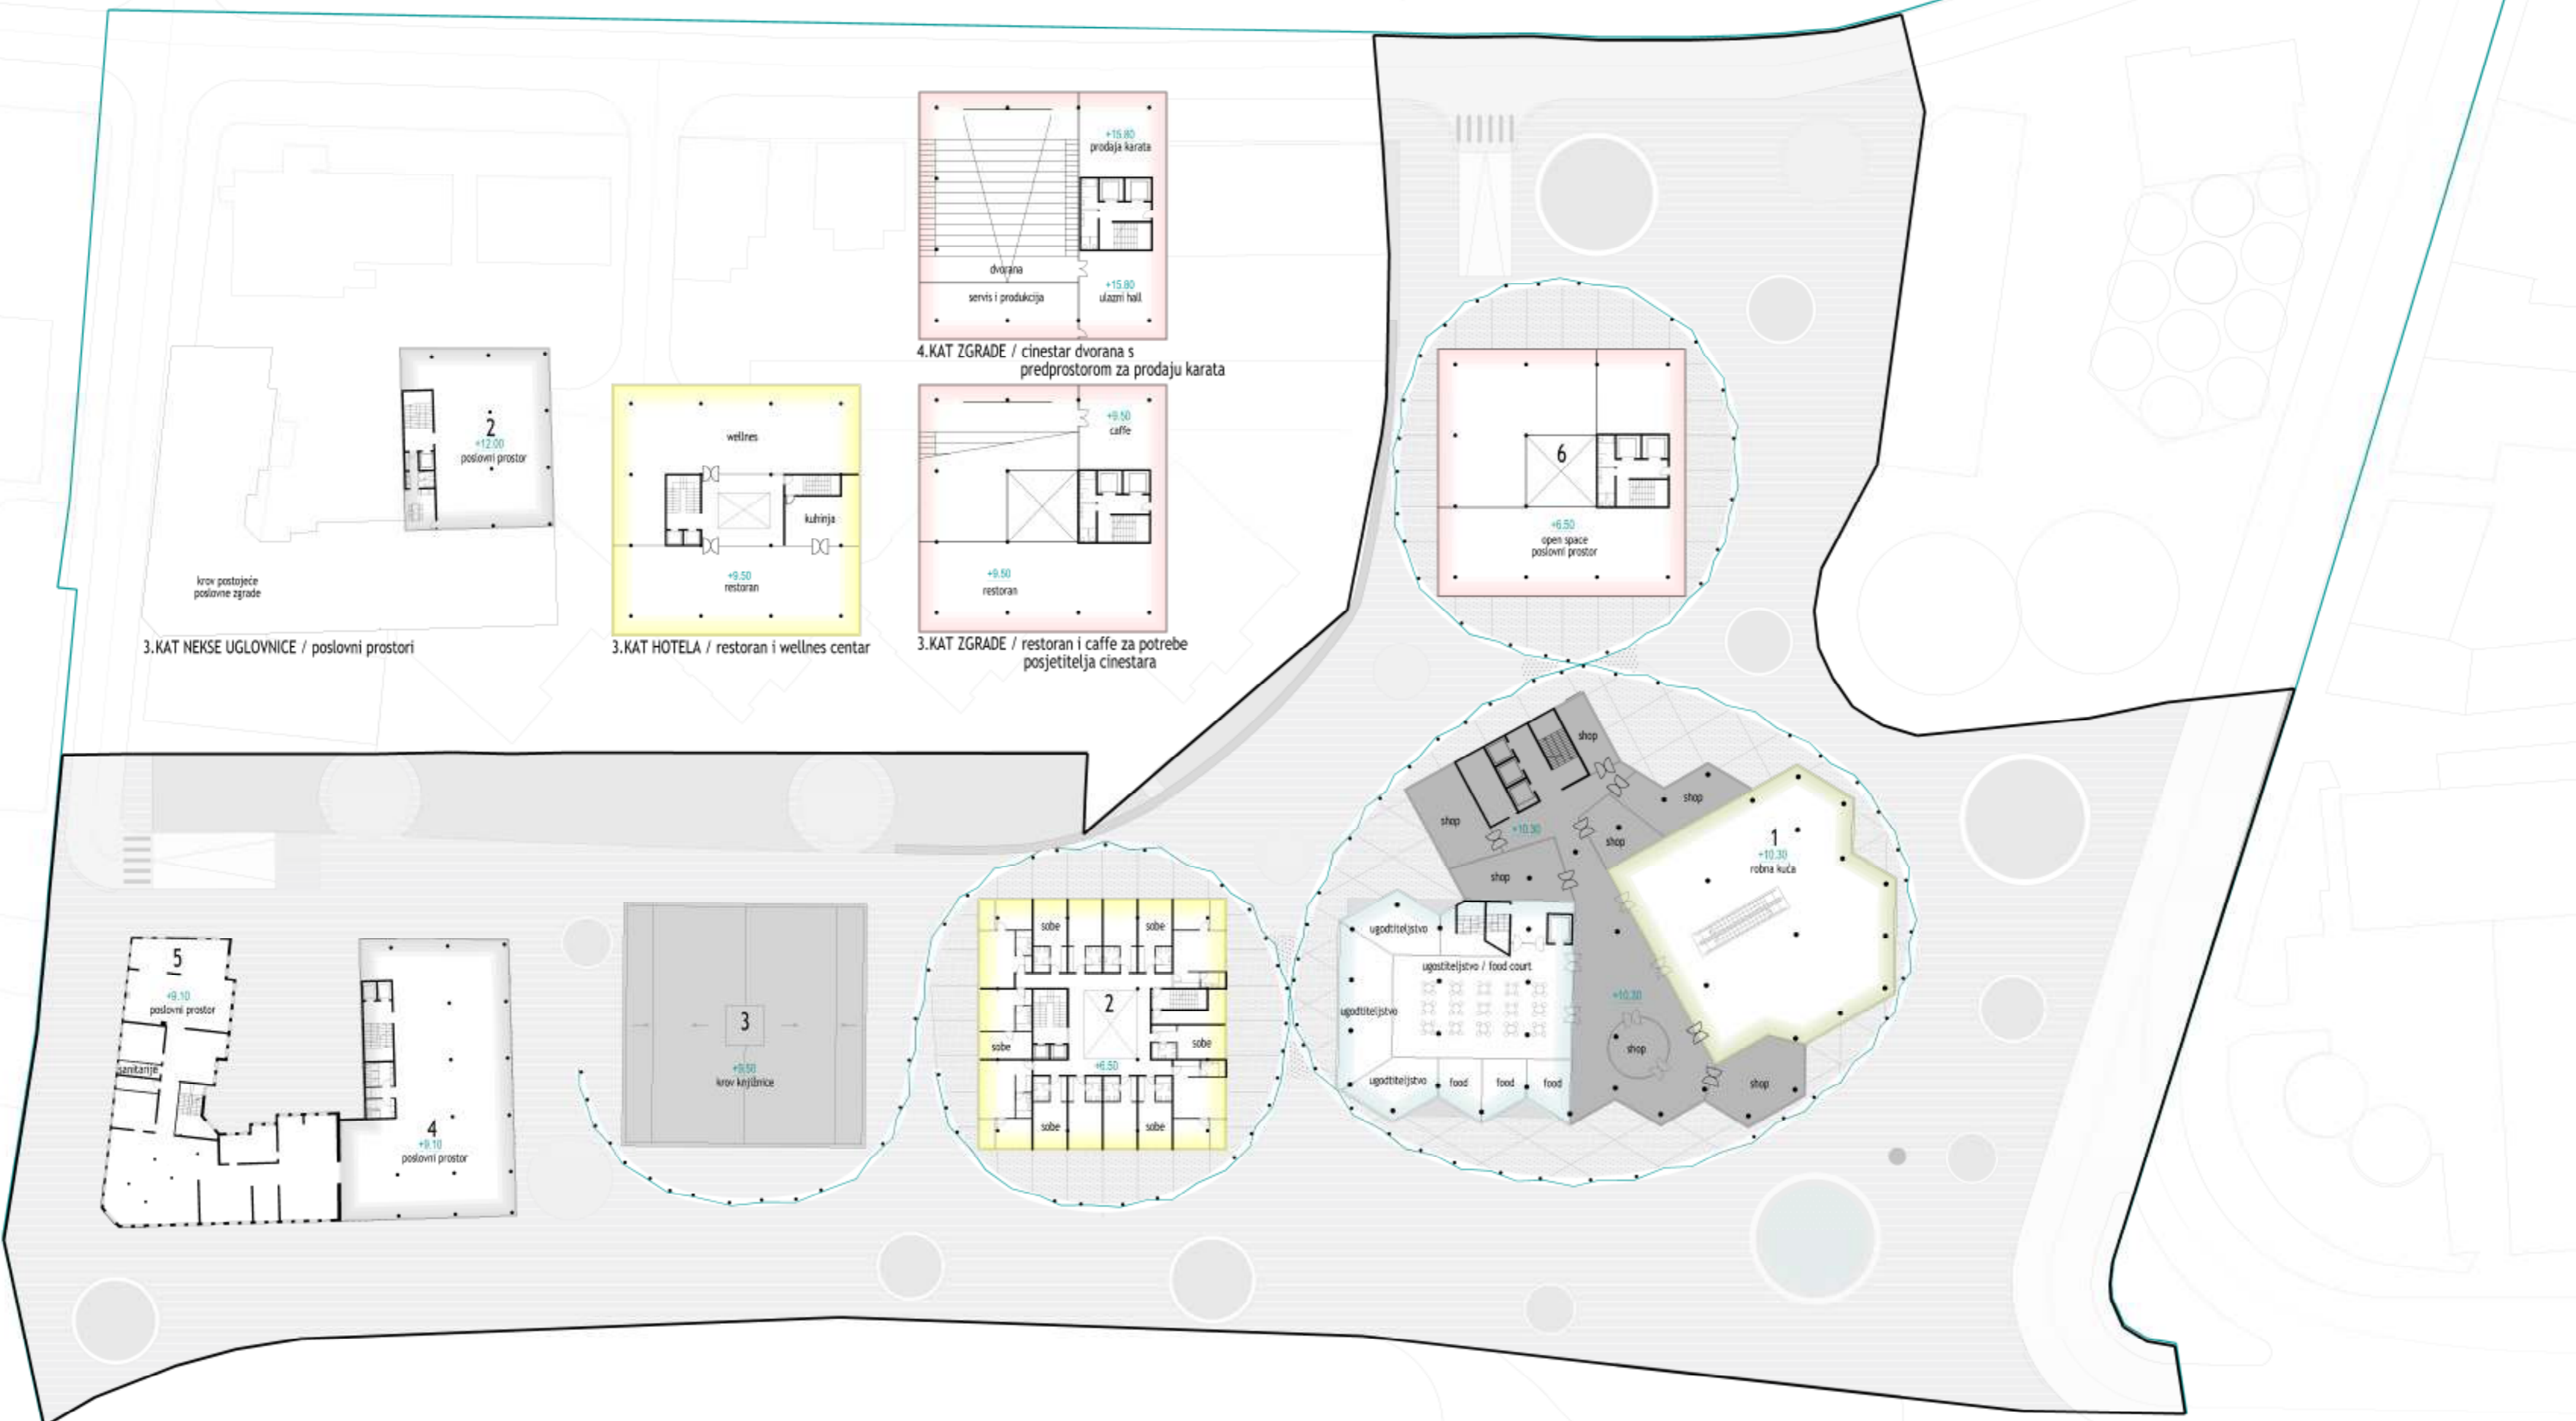 +15.80
prodaja karata
dvorana
servis i produkcija
+15.80
ulazni hall
4.KAT ZGRADE / cinestar dvorana s
predprostorom za prodaju karata
2
+12.00
poslovni prostor
krov postojeće
poslovne zgrade
3.KAT NEKSE UGLOVNICE / poslovni prostori
wellnes
kuhinja
+9.50
restoran
3.KAT HOTELA / restoran i wellnes centar
+9.50
caffe
+9.50
restoran
3.KAT ZGRADE / restoran i caffe za potrebe
posjetitelja cinestara
6
+6.50
open space
poslovni prostor
shop
shop
shop
+10.30
shop
shop
1
+10.30
robna kuća
ugodtiteljstvo
ugostiteljstvo / food court
ugodtiteljstvo
+10.30
shop
ugodtiteljstvo
food
food
food
shop
5
+9.10
poslovni prostor
sanitarije
4
+9.10
poslovni prostor
3
+9.50
krov knjižnice
sobe
sobe
2
sobe
sobe
+6.50
sobe
sobe